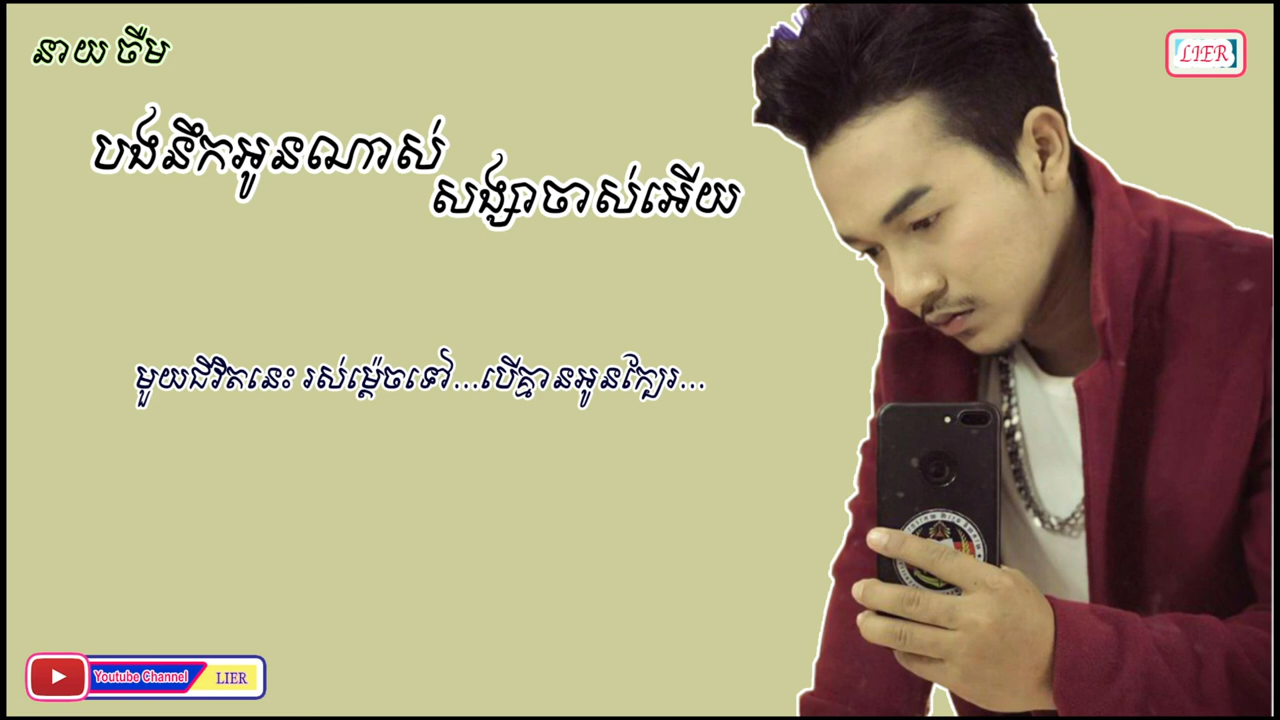 នាយ ចឺម
LIER
បងនឹកអូនណាស់
សង្សាចាស់អើយ
មួយជីវិតនេះ រស់ម្ដ៉េចទៅ...បើគ្មានអូនក្បែរ...
Youtube Channel
LIER